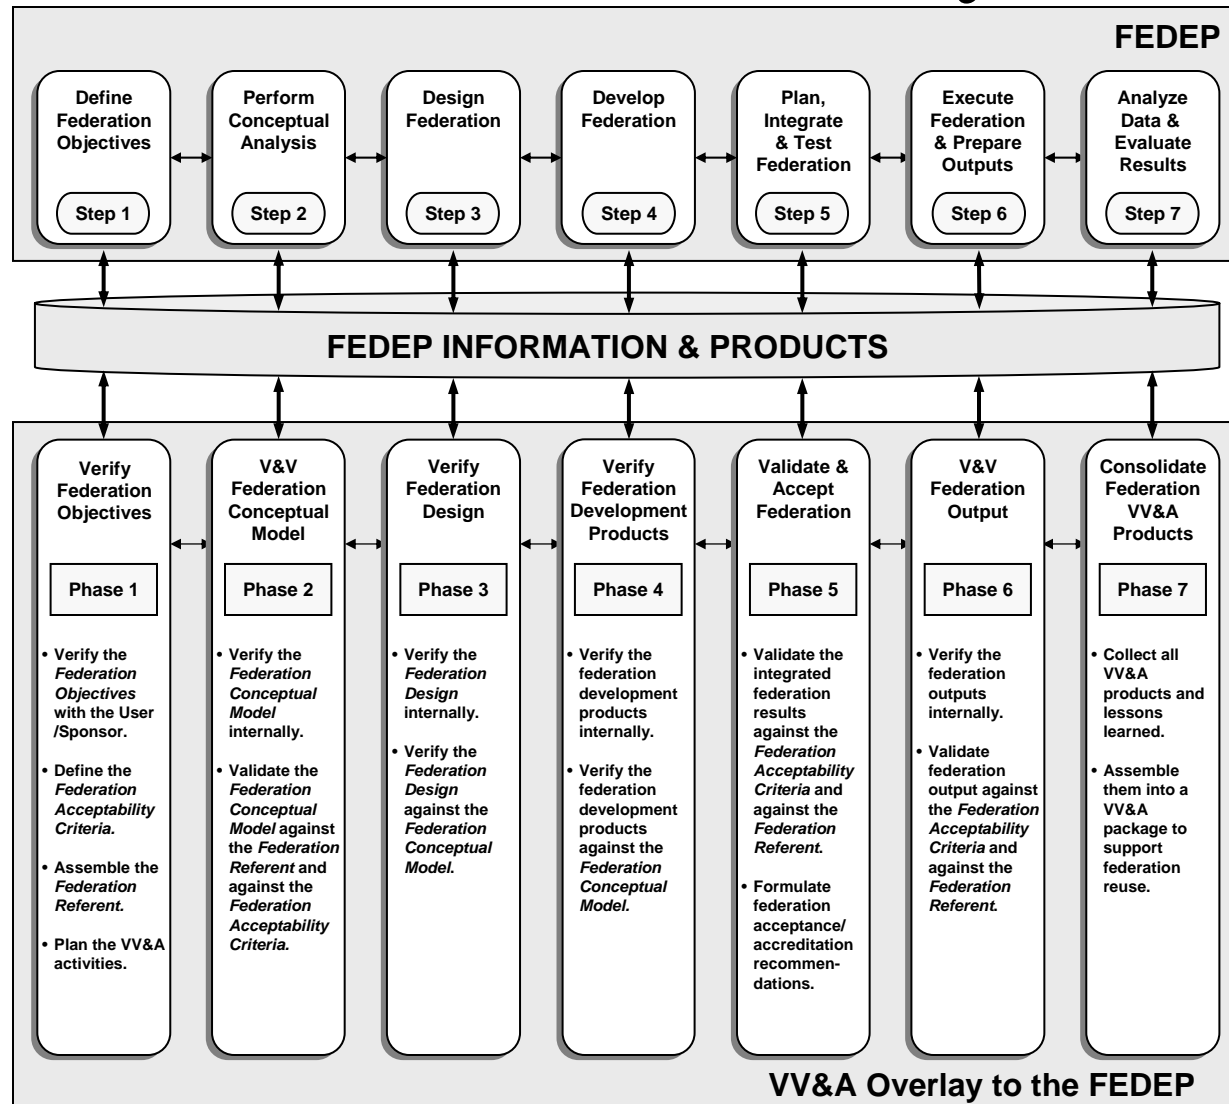 FEDEP
Define
Federation
Objectives
Step 1
Perform
Conceptual
Analysis
Step 2
Design
Federation
Step 3
Develop
Federation
Step 4
Plan,
Integrate
& Test
Federation
Step 5
Execute
Federation
& Prepare
Outputs
Step 6
Analyze
Data &
Evaluate
Results
Step 7
FEDEP INFORMATION & PRODUCTS
Verify
Federation
Objectives
Phase 1
• Verify the
Federation
Objectives
with the User
/Sponsor.
• Define the
Federation
Acceptability
Criteria.
• Assemble the
Federation
Referent.
• Plan the VV&A
activities.
V&V
Federation
Conceptual
Model
Phase 2
• Verify the
Federation
Conceptual
Model
internally.
• Validate the
Federation
Conceptual
Model against
the Federation
Referent and
against the
Federation
Acceptability
Criteria.
Verify
Federation
Design
Phase 3
• Verify the
Federation
Design
internally.
• Verify the
Federation
Design
against the
Federation
Conceptual
Model.
Verify
Federation
Development
Products
Phase 4
• Verify the
federation
development
products
internally.
• Verify the
federation
development
products
against the
Federation
Conceptual
Model.
Validate &
Accept
Federation
Phase 5
• Validate the
integrated
federation
results
against the
Federation
Acceptability
Criteria and
against the
Federation
Referent.
• Formulate
federation
acceptance/
accreditation
recommen-
dations.
V&V
Federation
Output
Phase 6
• Verify the
federation
outputs
internally.
• Validate
federation
output against
the Federation
Acceptability
Criteria and
against the
Federation
Referent.
Consolidate
Federation
VV&A
Products
Phase 7
• Collect all
VV&A
products and
lessons
learned.
• Assemble
them into a
VV&A
package to
support
federation
reuse.
VV&A Overlay to the FEDEP